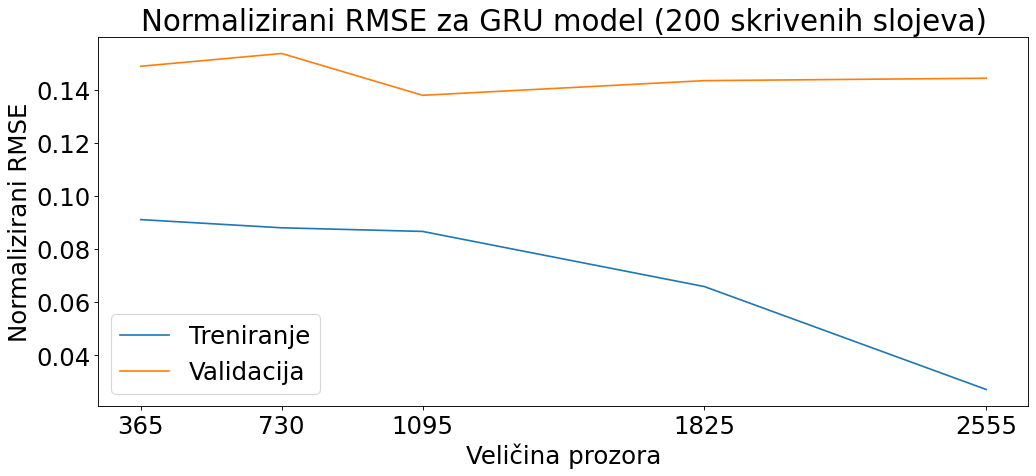 Normalizirani RMSE za GRU model (200 skrivenih slojeva)
Normalizirani RMSE
0.14
0.12
0.10
0.08
0.06
0.04
Treniranje
Validacija
365 730 1095 1825 2555
Veličina prozora